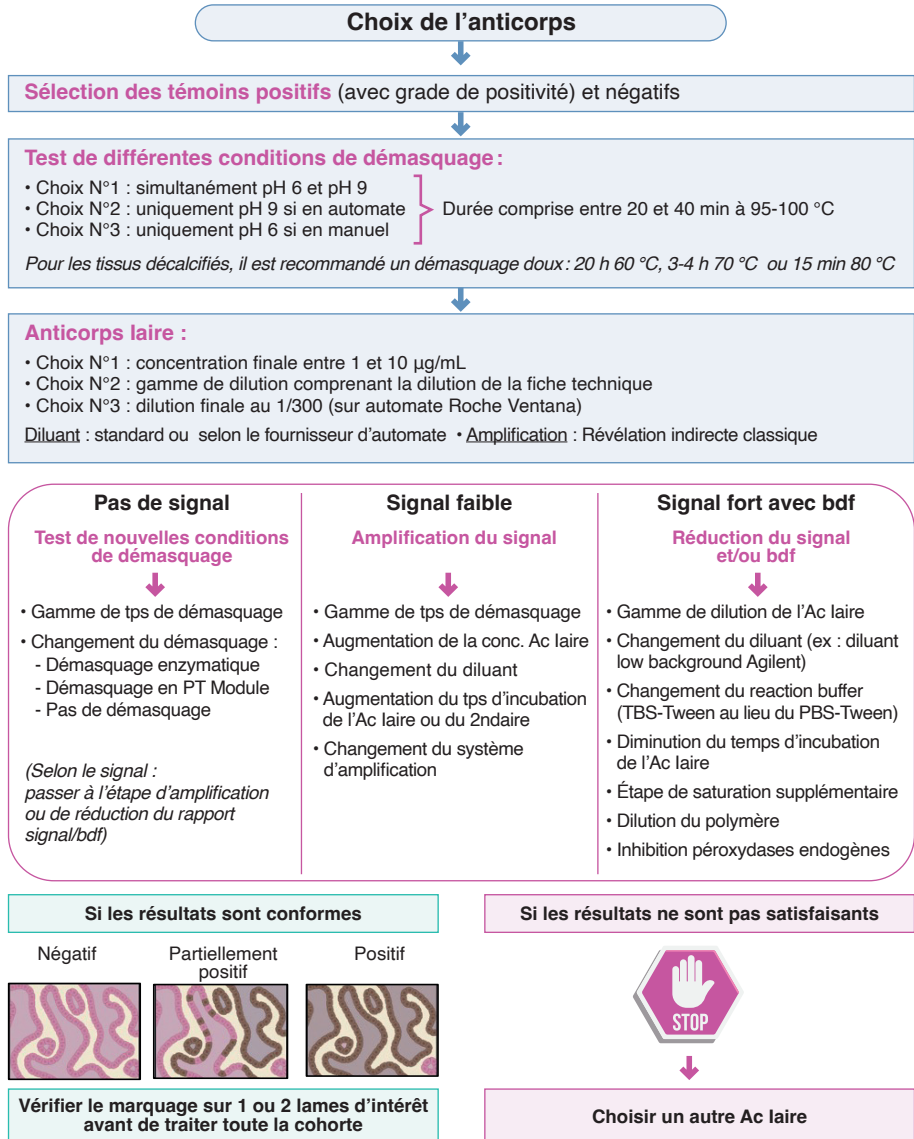 Choix de l'anticorps
Sélection des témoins positifs (avec grade de positivité) et négatifs
Test de différentes conditions de démasquage :
• Choix N°1 : simultanément pH 6 et pH 9
• Choix N°2 : uniquement pH 9 si en automate
• Choix N°3 : uniquement pH 6 si en manuel
Durée comprise entre 20 et 40 min à 95-100 °C
Pour les tissus décalcifiés, il est recommandé un démasquage doux : 20 h 60 °C, 3-4 h 70 °C ou 15 min 80 °C
Anticorps Iaire :
• Choix N°1 : concentration finale entre 1 et 10 µg/mL
• Choix N°2 : gamme de dilution comprenant la dilution de la fiche technique
• Choix N°3 : dilution finale au 1/300 (sur automate Roche Ventana)
Diluant : standard ou selon le fournisseur d'automate • Amplification : Révélation indirecte classique
Pas de signal
Test de nouvelles conditions
de démasquage
• Gamme de tps de démasquage
• Changement du démasquage :
- Démasquage enzymatique
- Démasquage en PT Module
- Pas de démasquage
(Selon le signal :
passer à l'étape d'amplification
ou de réduction du rapport
signal/bdf)
Signal faible
Amplification du signal
• Gamme de tps de démasquage
• Augmentation de la conc. Ac Iaire
• Changement du diluant
• Augmentation du tps d'incubation
de l'Ac Iaire ou du 2ndaire
• Changement du système
d'amplification
Signal fort avec bdf
Réduction du signal
et/ou bdf
• Gamme de dilution de l'Ac Iaire
• Changement du diluant (ex : diluant
low background Agilent)
• Changement du reaction buffer
(TBS-Tween au lieu du PBS-Tween)
• Diminution du temps d'incubation
de l'Ac Iaire
• Étape de saturation supplémentaire
• Dilution du polymère
• Inhibition péroxydases endogènes
Si les résultats sont conformes
Négatif
Partiellement
positif
Positif
Vérifier le marquage sur 1 ou 2 lames d'intérêt
avant de traiter toute la cohorte
Si les résultats ne sont pas satisfaisants
STOP
Choisir un autre Ac Iaire